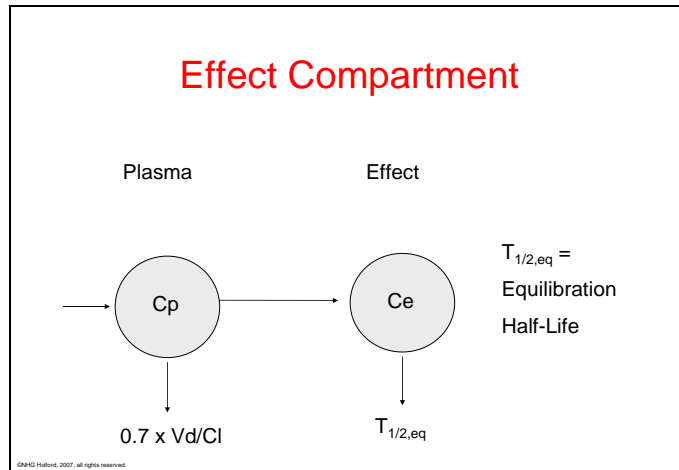 Effect Compartment
Plasma
Effect
Cp
Ce
T1/2,eq =
Equilibration
Half-Life
0.7 x Vd/Cl
T1/2,eq
©NHG Holford, 2007, all rights reserved.